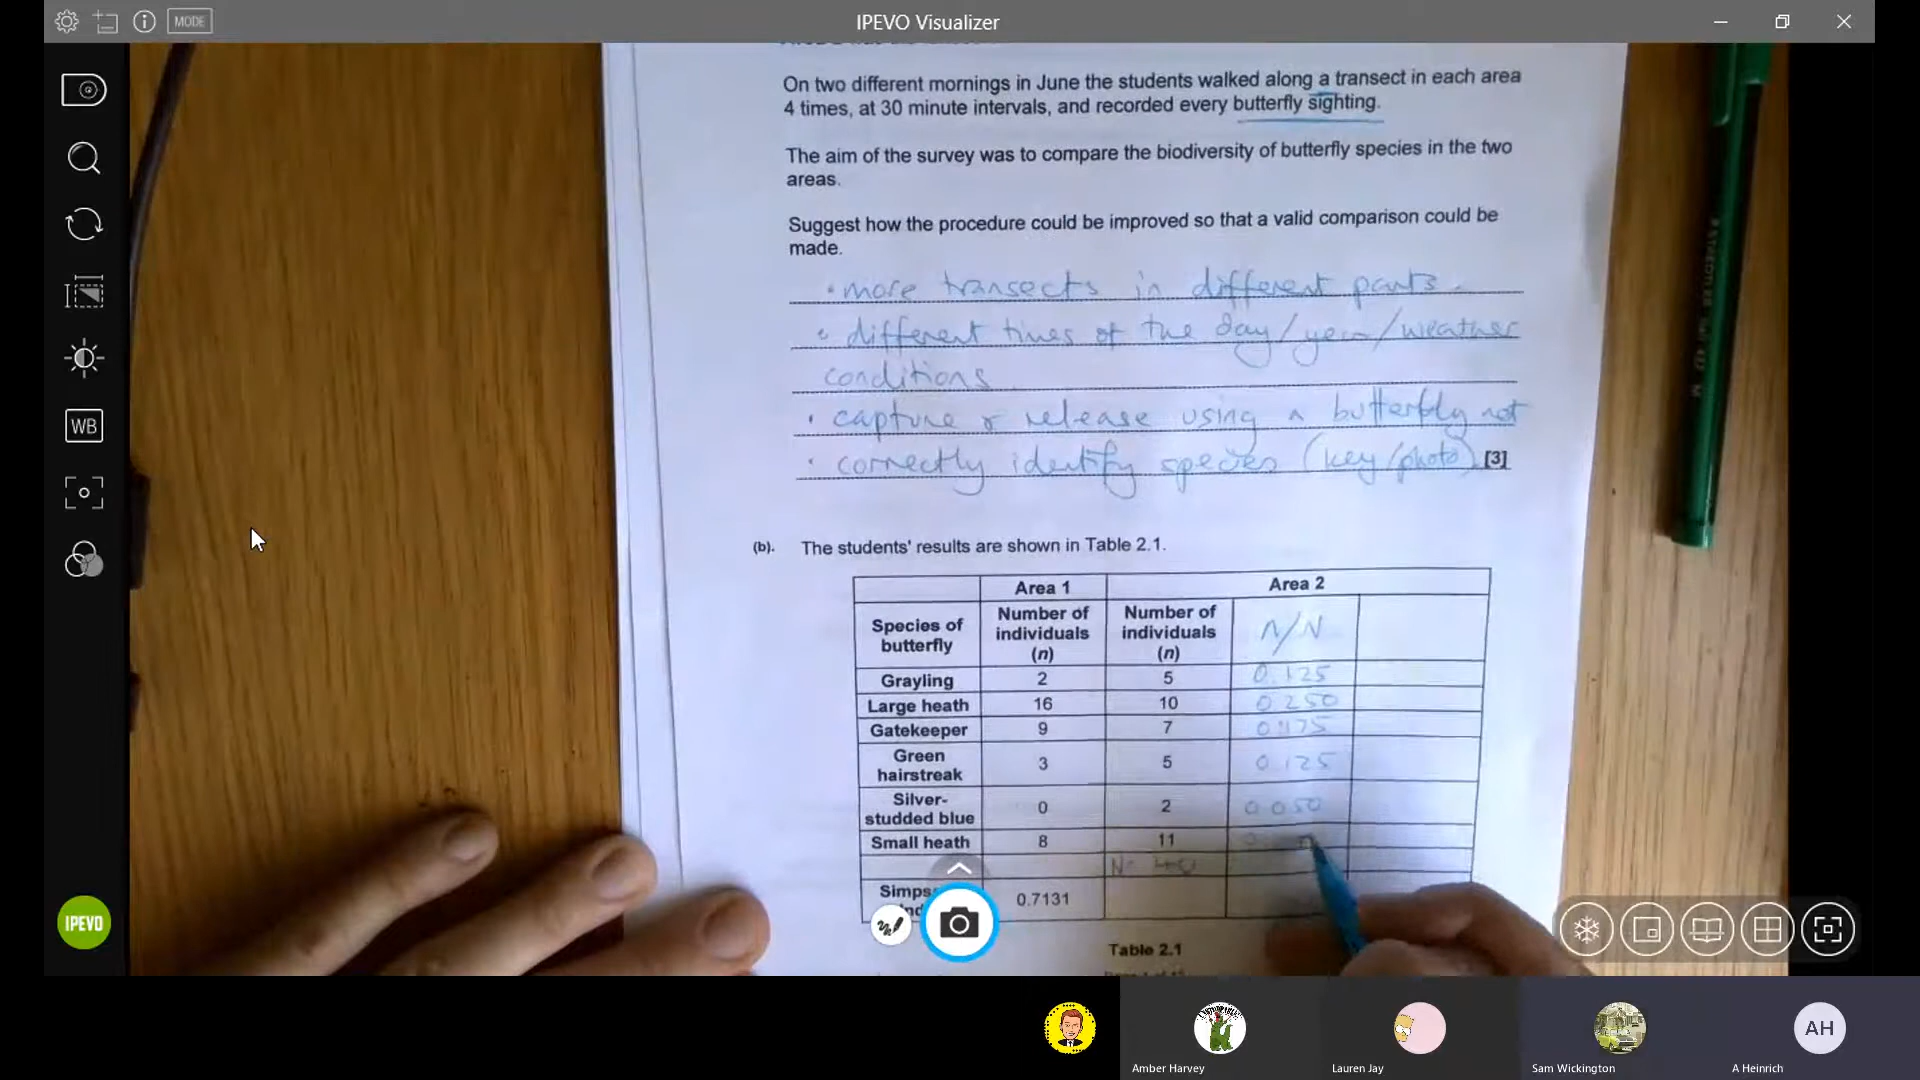 MODE
IPEVO Visualizer
On two different mornings in June the students walked along a transect in each area
4 times, at 30 minute intervals, and recorded every butterfly sighting.
The aim of the survey was to compare the biodiversity of butterfly species in the two
areas.
Suggest how the procedure could be improved so that a valid comparison could be
made.
• more transects in different parts.
• different times of the day/year/weather
conditions
• capture & release using a butterfly net
• correctly identify species (key/photo) [3]
(b). The students' results are shown in Table 2.1.
Area 1 Area 2
Species of butterfly Number of individuals (n) Number of individuals (n) n/N
Grayling 2 5 0.125
Large heath 16 10 0.250
Gatekeeper 9 7 0.175
Green hairstreak 3 5 0.125
Silver-studded blue 0 2 0.050
Small heath 8 11
N= 40
0.7131
Table 2.1
WB
IPEVO
AH
Amber Harvey
Lauren Jay
Sam Wickington
A Heinrich